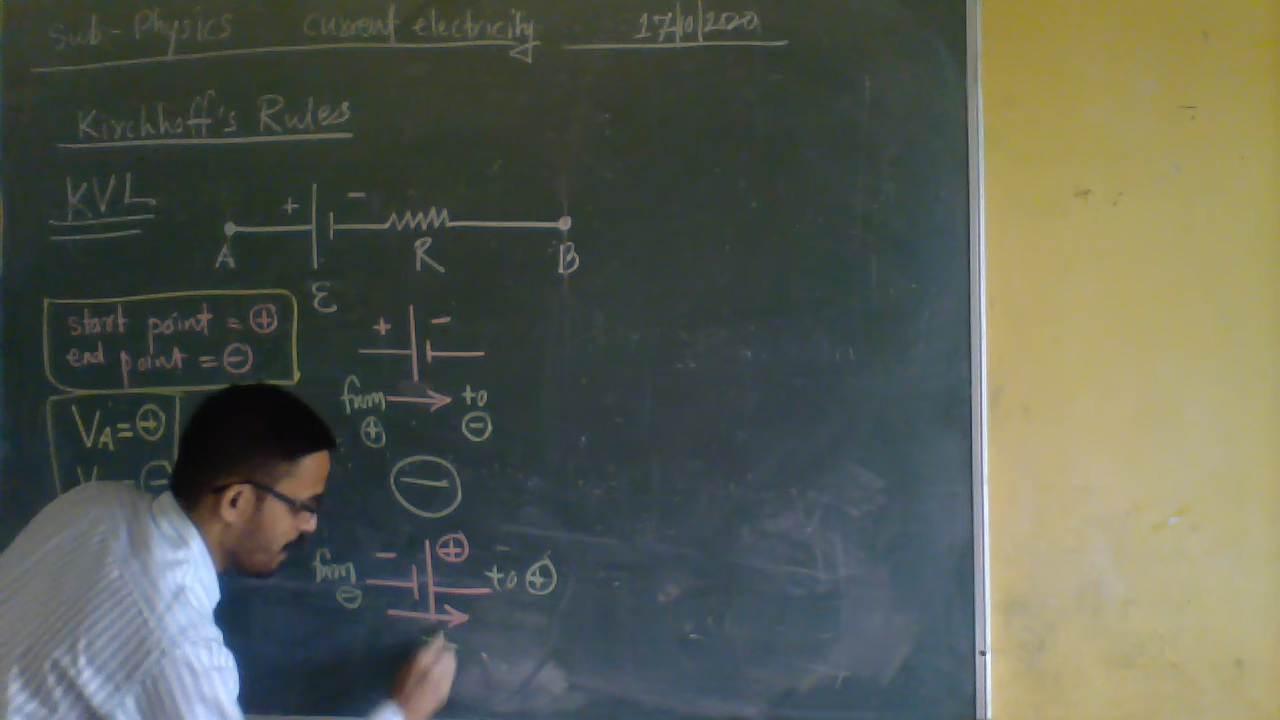 Sub-Physics Current electricity 17/10/2020
Kirchhoff's Rules
KVL
+ -
A R B
ε
start point = ⊕
end point = ⊖
+ -
from to
⊕ ⊖
VA = ⊕
⊖
- ⊕
from to ⊕
⊖